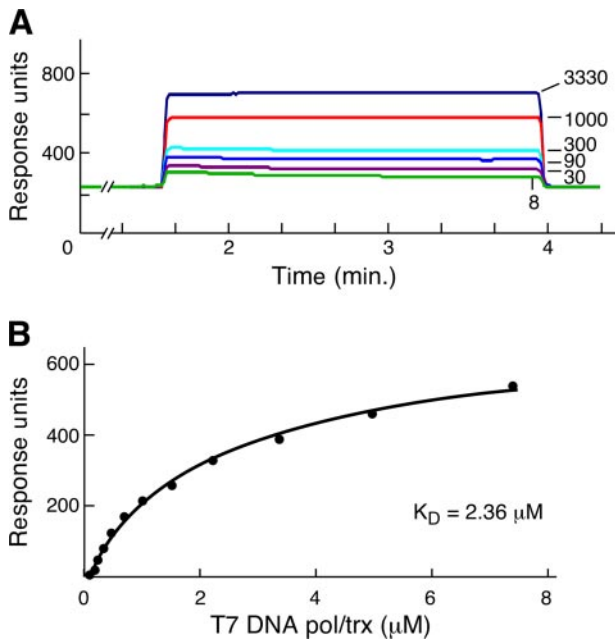 A
Response units
800
400
0
3330
1000
300
90
30
8
2
3
4
Time (min.)
B
Response units
600
400
200
K_D = 2.36 μM
0
2
4
6
8
T7 DNA pol/trx (μM)